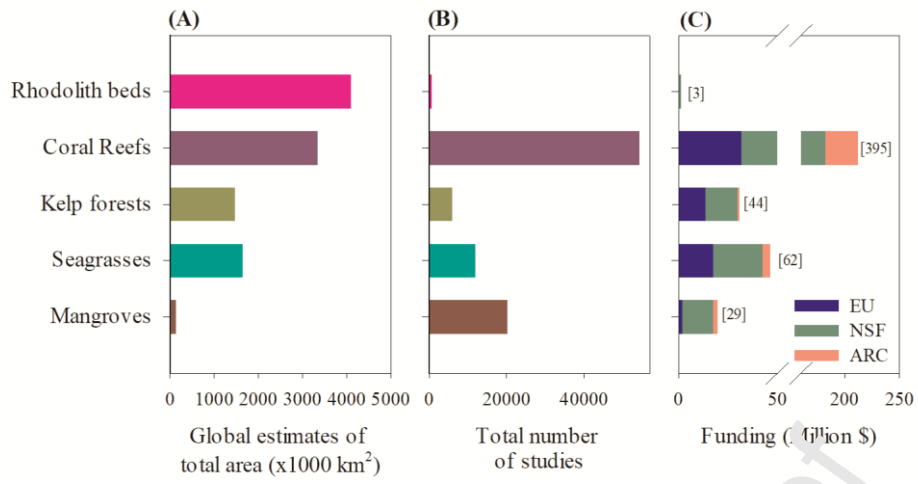 (A)
(B)
(C)
Rhodolith beds
Coral Reefs
Kelp forests
Seagrasses
Mangroves
[3]
[395]
[44]
[62]
[29]
EU
NSF
ARC
0 1000 2000 3000 4000 5000
0 20000 40000
0 50 200 250
Global estimates of
total area (x1000 km²)
Total number
of studies
Funding (Million $)